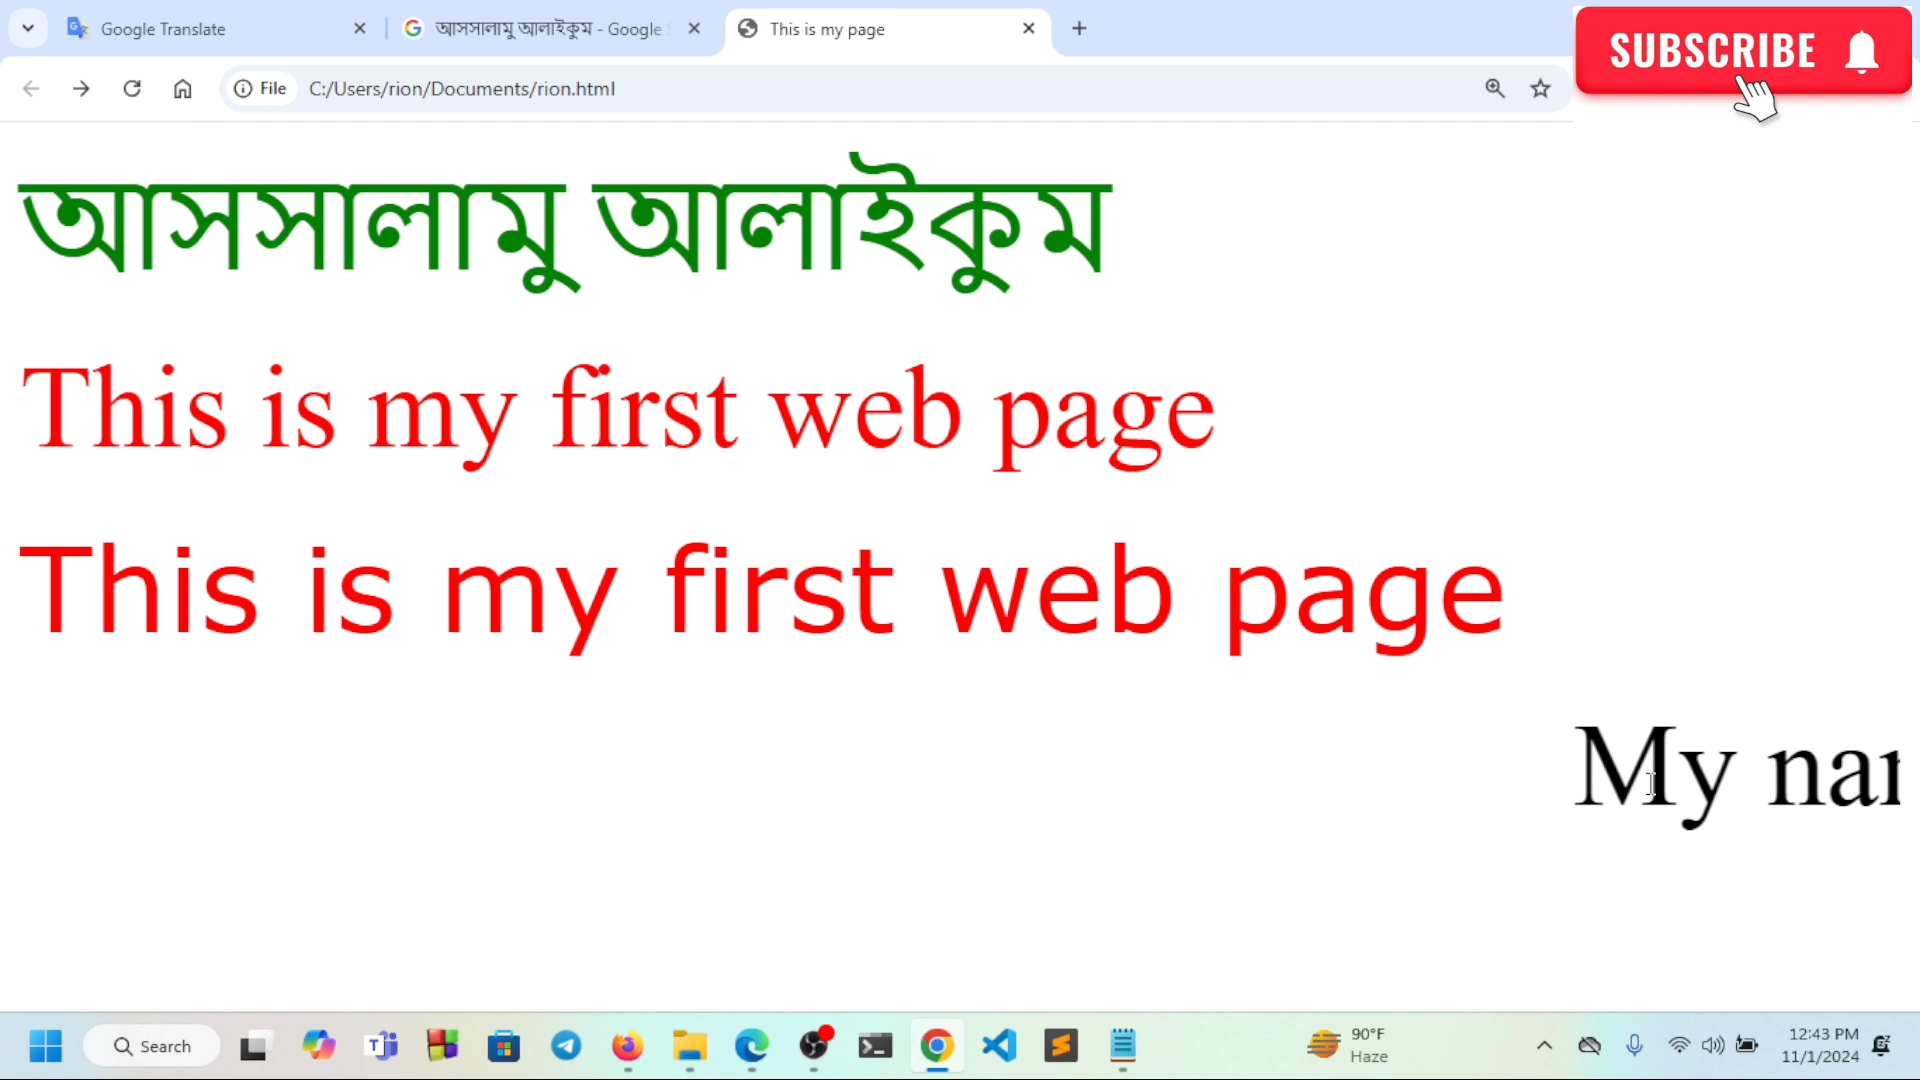 Google Translate
আসসালামু আলাইকুম - Google
This is my page
SUBSCRIBE
File
C:/Users/rion/Documents/rion.html
আসসালামু আলাইকুম
This is my first web page
This is my first web page
My
Search
90°F
Haze
12:43 PM
11/1/2024